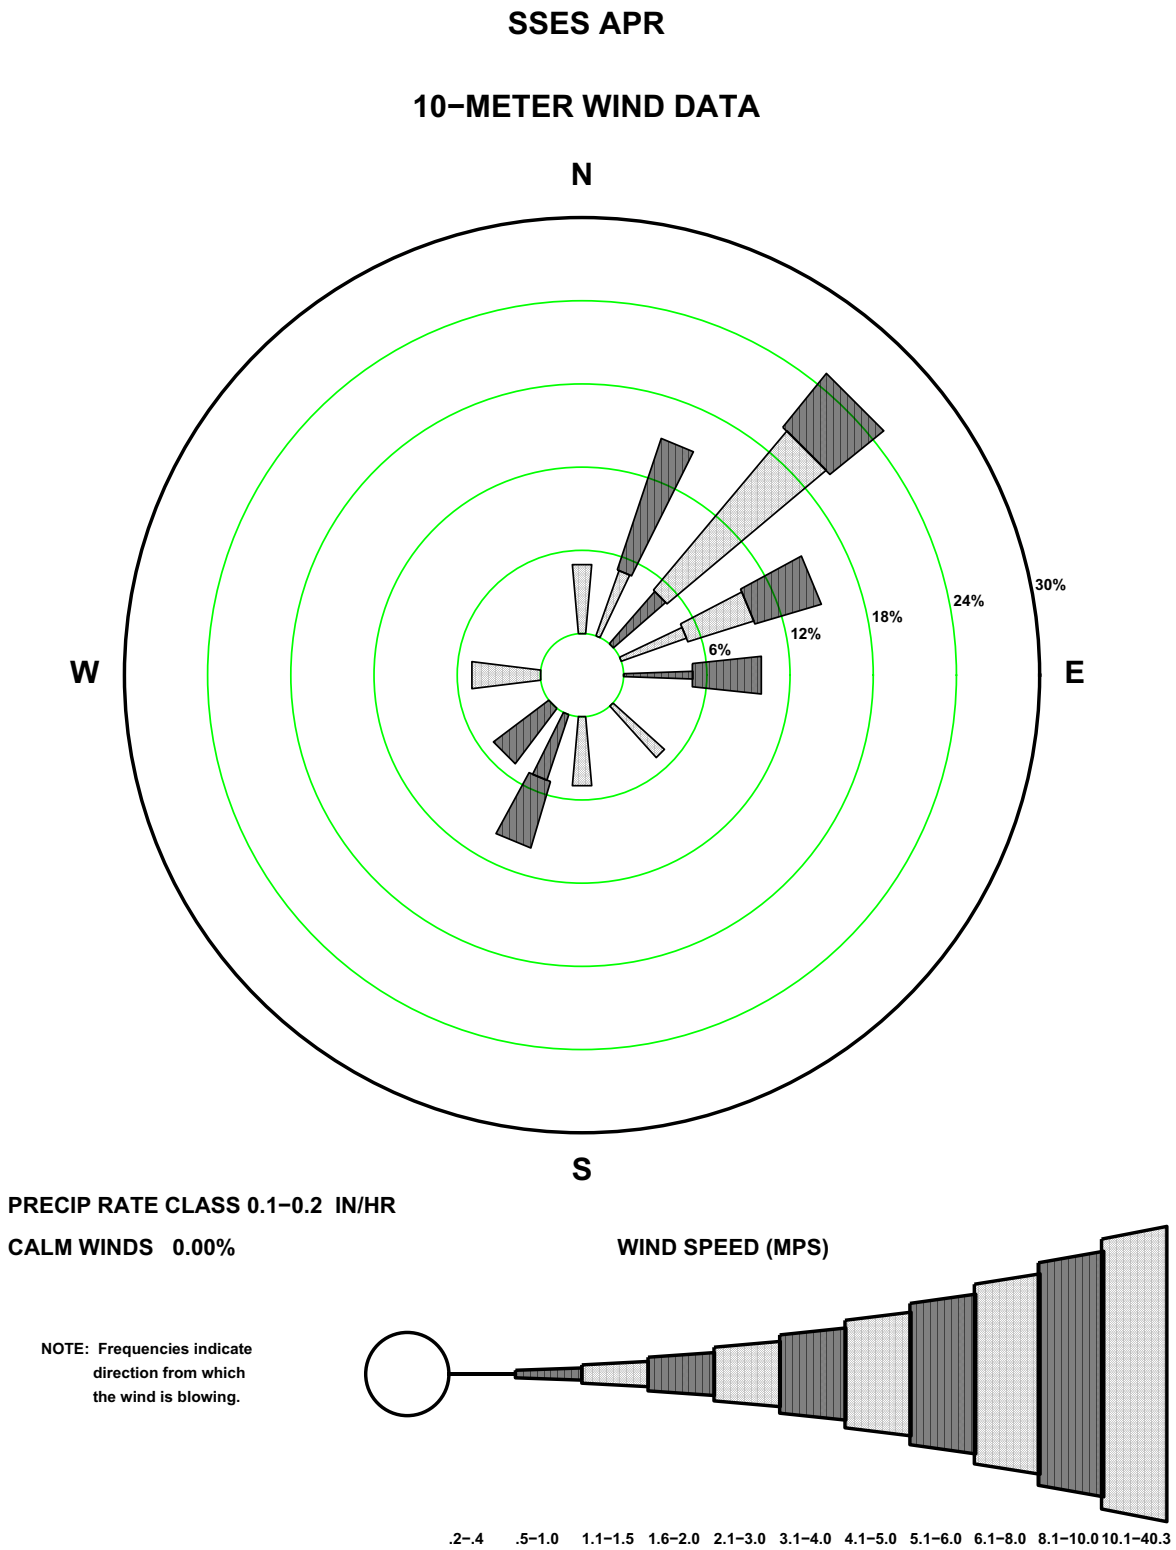 SSES APR
10−METER WIND DATA
N
30%
24%
18%
12%
6%
W
E
S
PRECIP RATE CLASS 0.1−0.2 IN/HR
CALM WINDS 0.00%
WIND SPEED (MPS)
NOTE: Frequencies indicate
direction from which
the wind is blowing.
.2−.4 .5−1.0 1.1−1.5 1.6−2.0 2.1−3.0 3.1−4.0 4.1−5.0 5.1−6.0 6.1−8.0 8.1−10.0 10.1−40.3